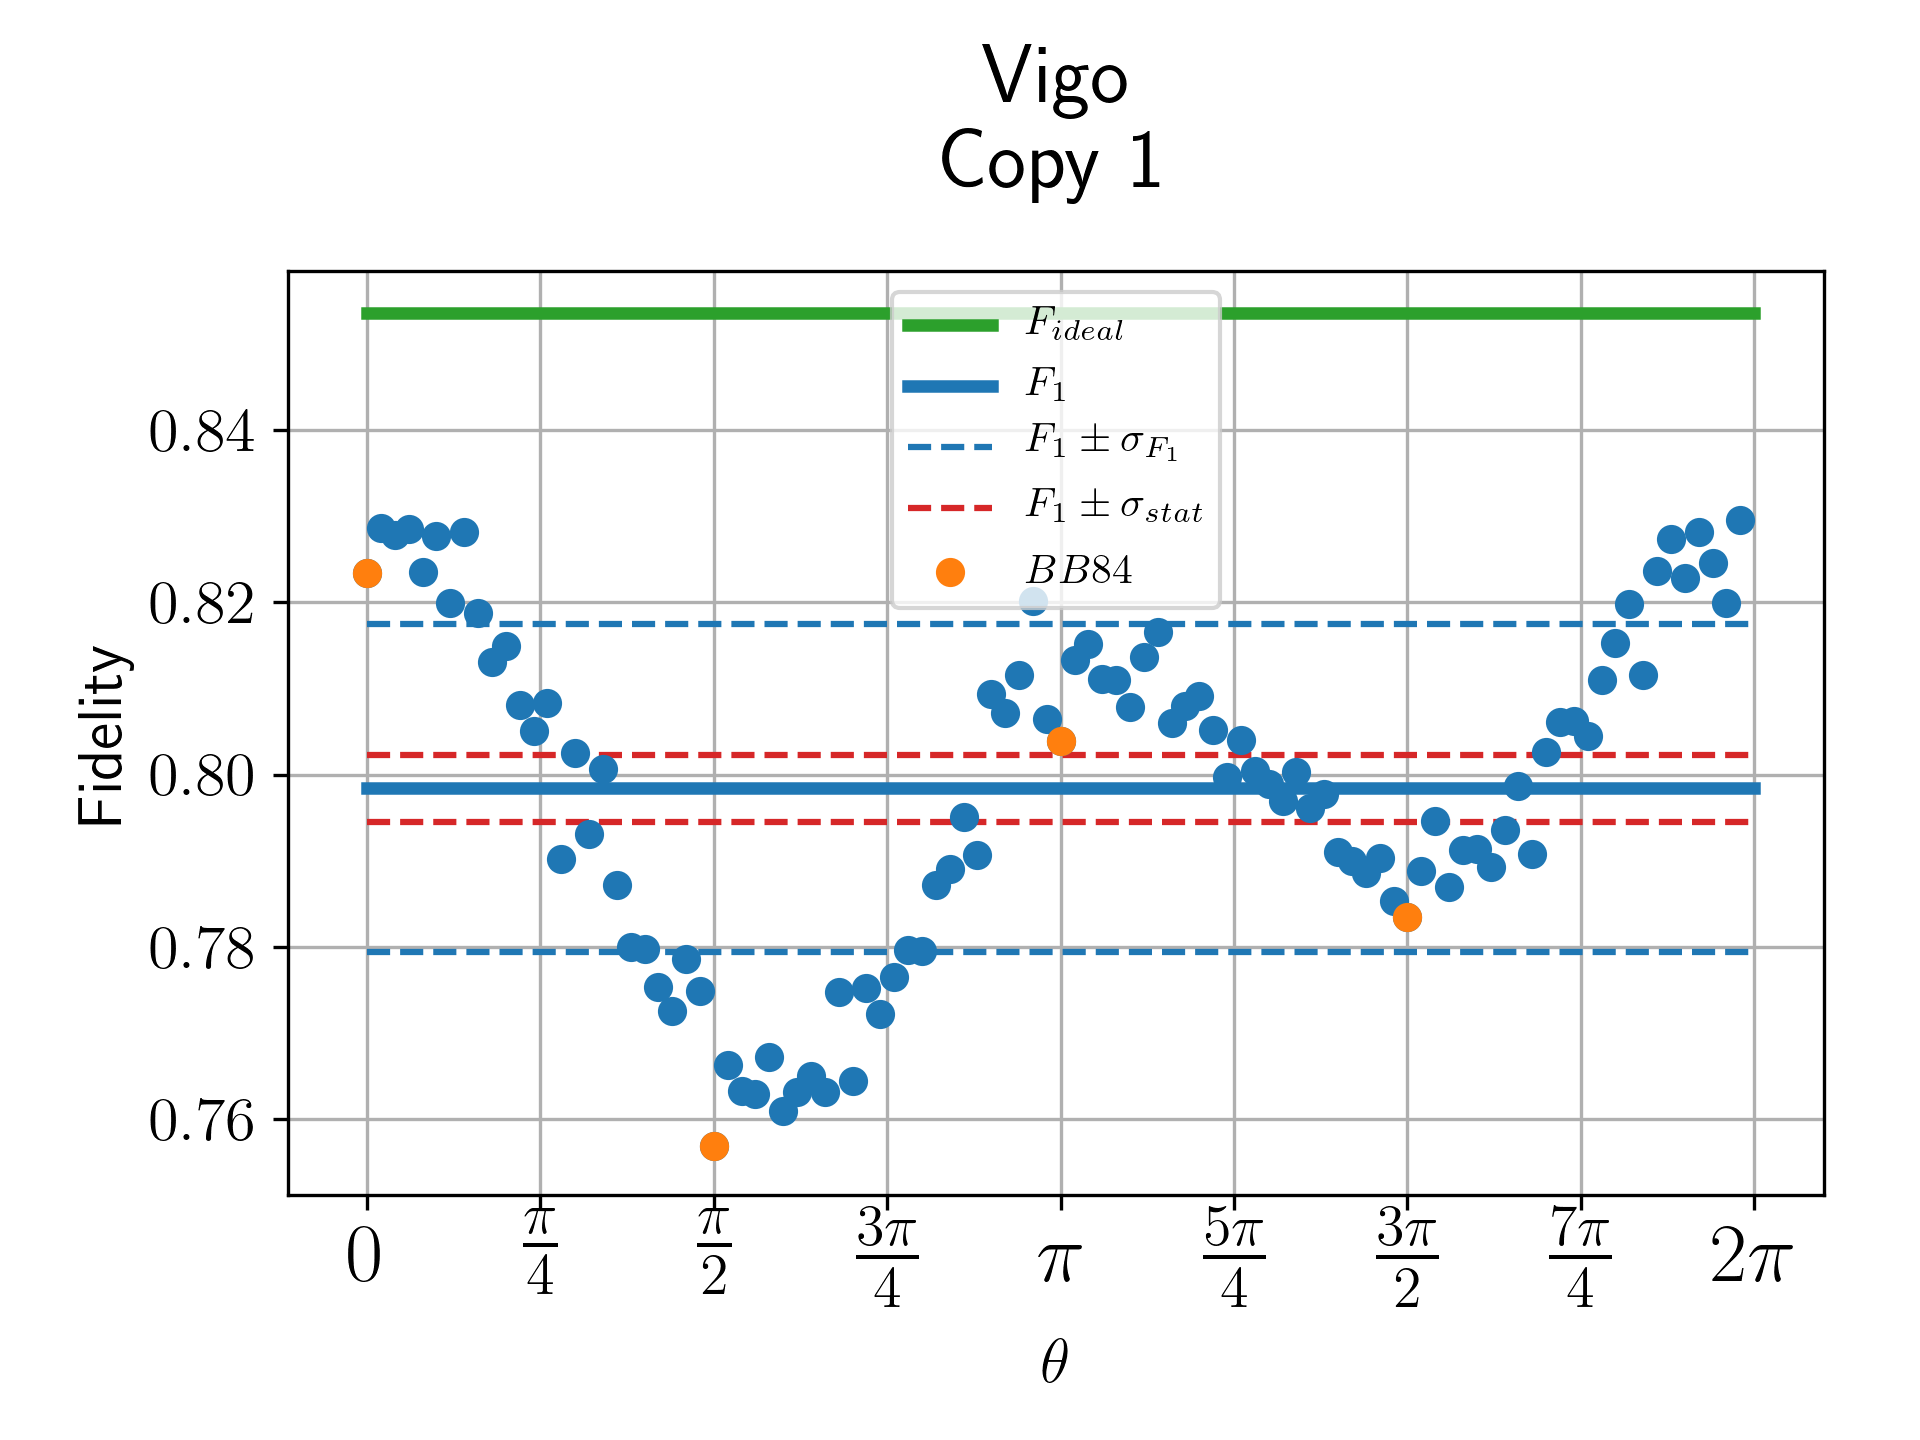 Vigo
Copy 1
F_{ideal}
F_1
F_1 ± σ_{F_1}
F_1 ± σ_{stat}
BB84
Fidelity
0.84
0.82
0.80
0.78
0.76
0 π/4 π/2 3π/4 π 5π/4 3π/2 7π/4 2π
θ